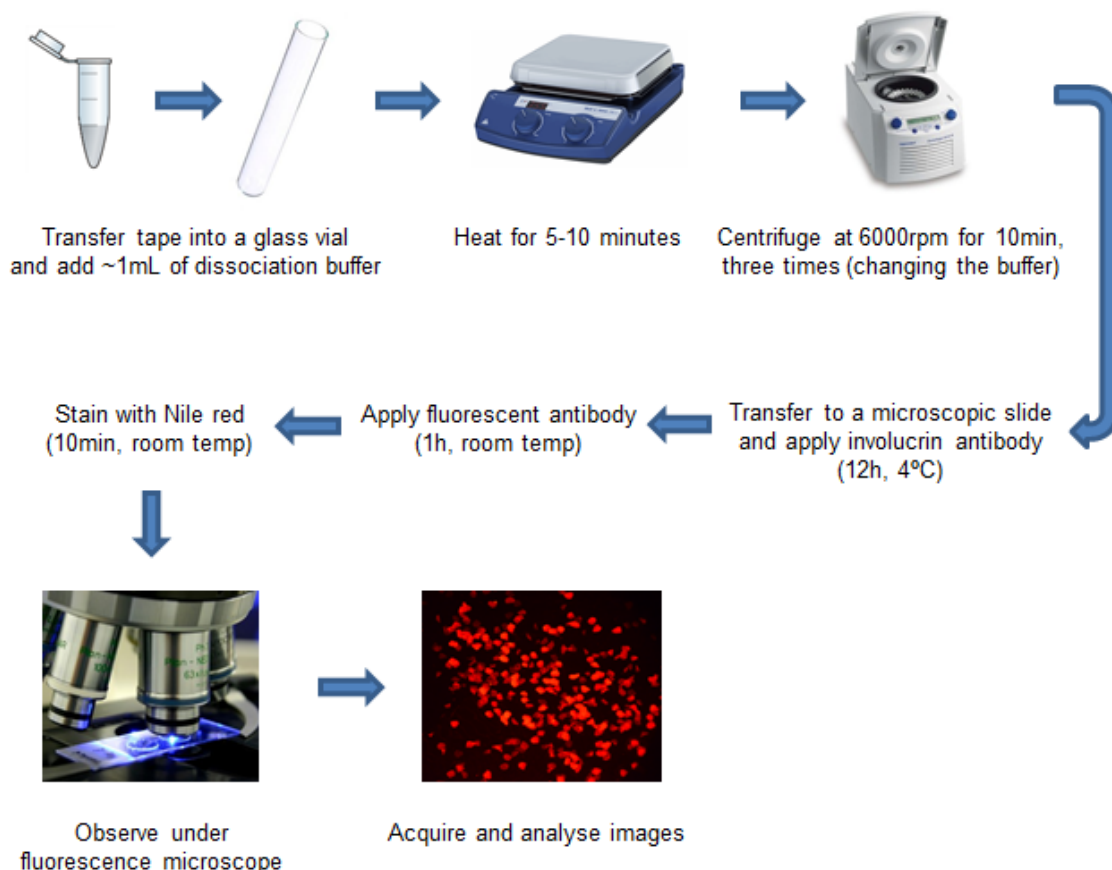 Transfer tape into a glass vial
and add ~1mL of dissociation buffer
Heat for 5-10 minutes
Centrifuge at 6000rpm for 10min,
three times (changing the buffer)
Transfer to a microscopic slide
and apply involucrin antibody
(12h, 4ºC)
Apply fluorescent antibody
(1h, room temp)
Stain with Nile red
(10min, room temp)
Observe under
fluorescence microscope
Acquire and analyse images